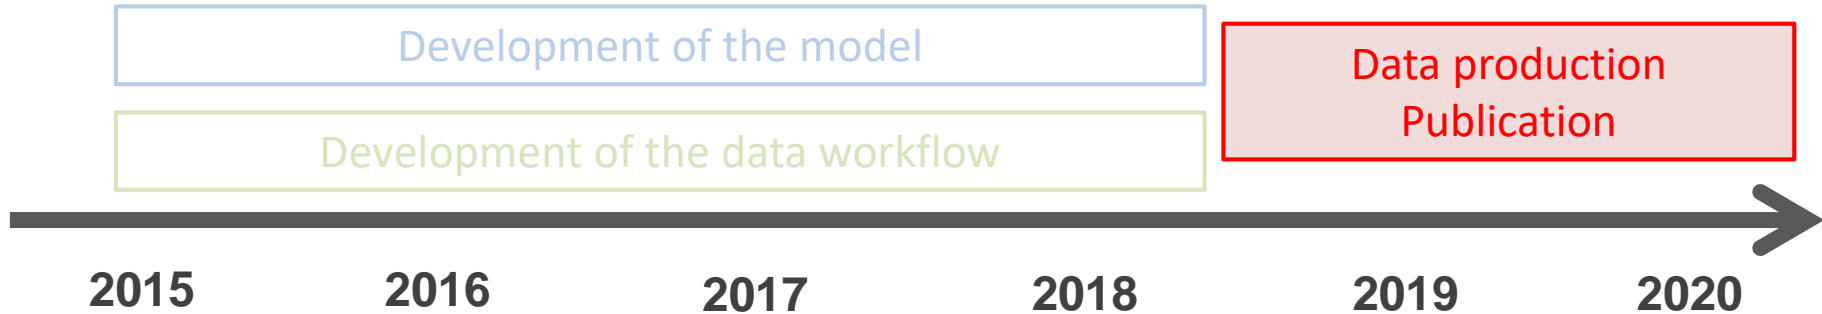 Development of the model
Data production
Publication
Development of the data workflow
2015 2016 2017 2018 2019 2020